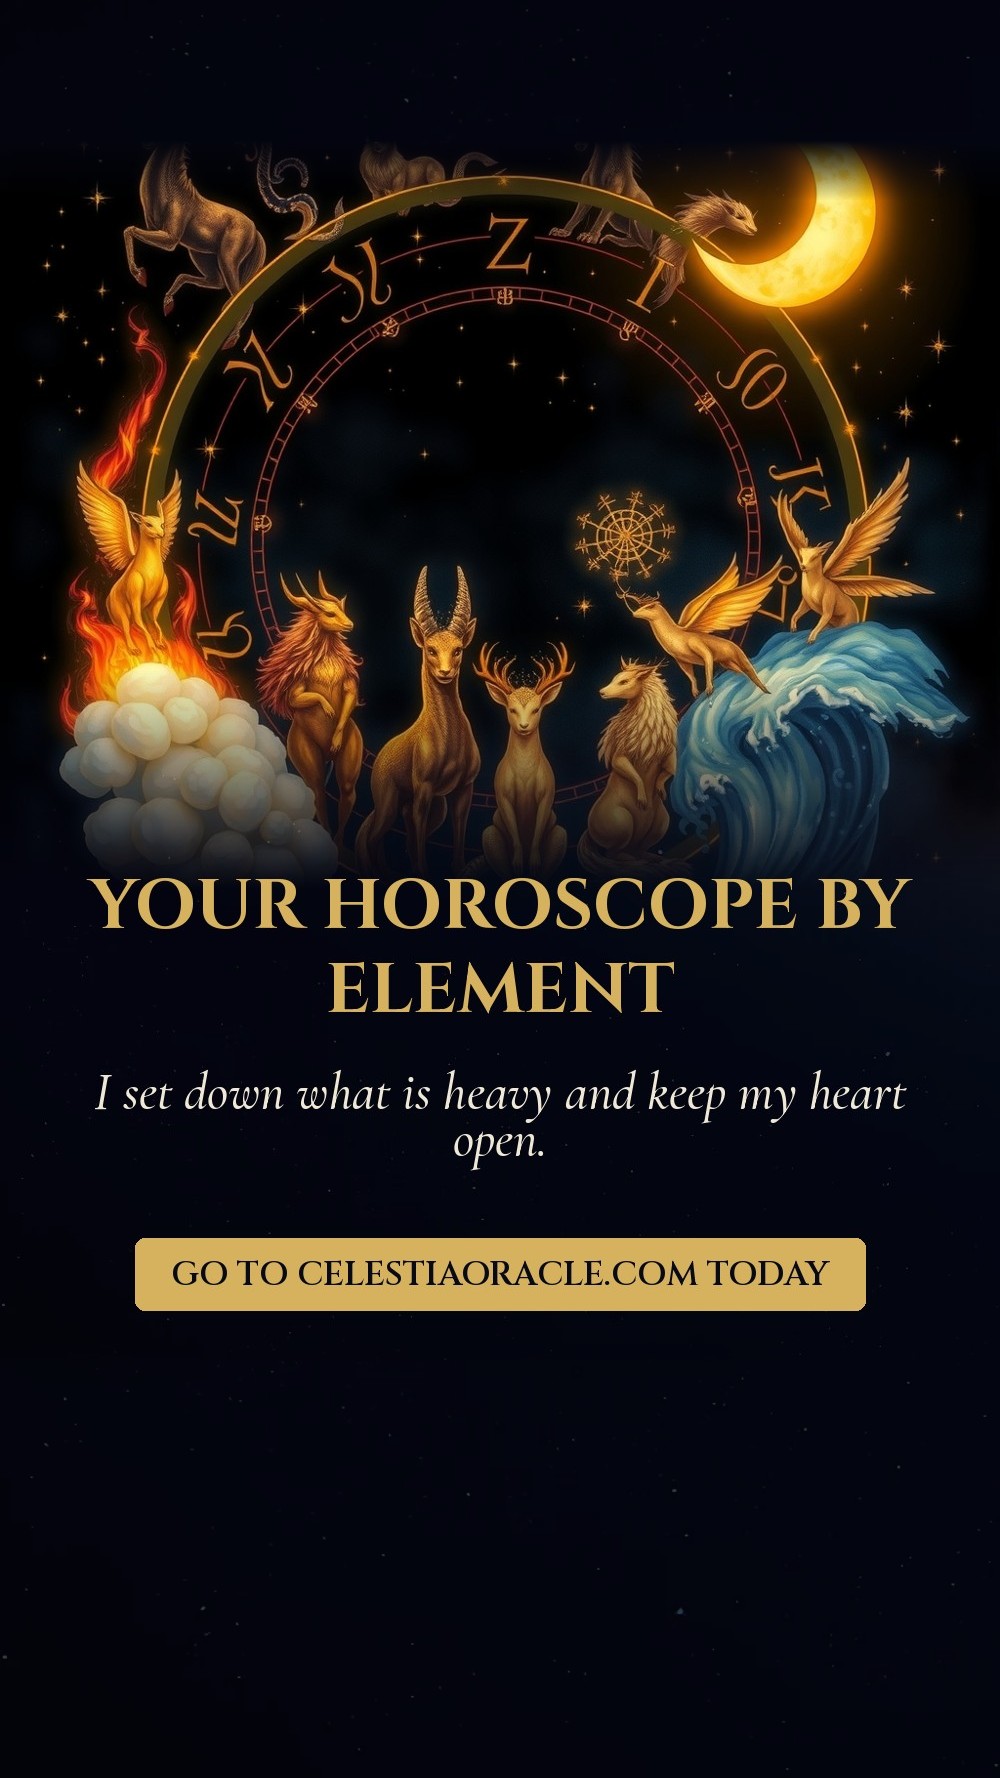 YOUR HOROSCOPE BY
ELEMENT
I set down what is heavy and keep my heart
open.
GO TO CELESTIAORACLE.COM TODAY